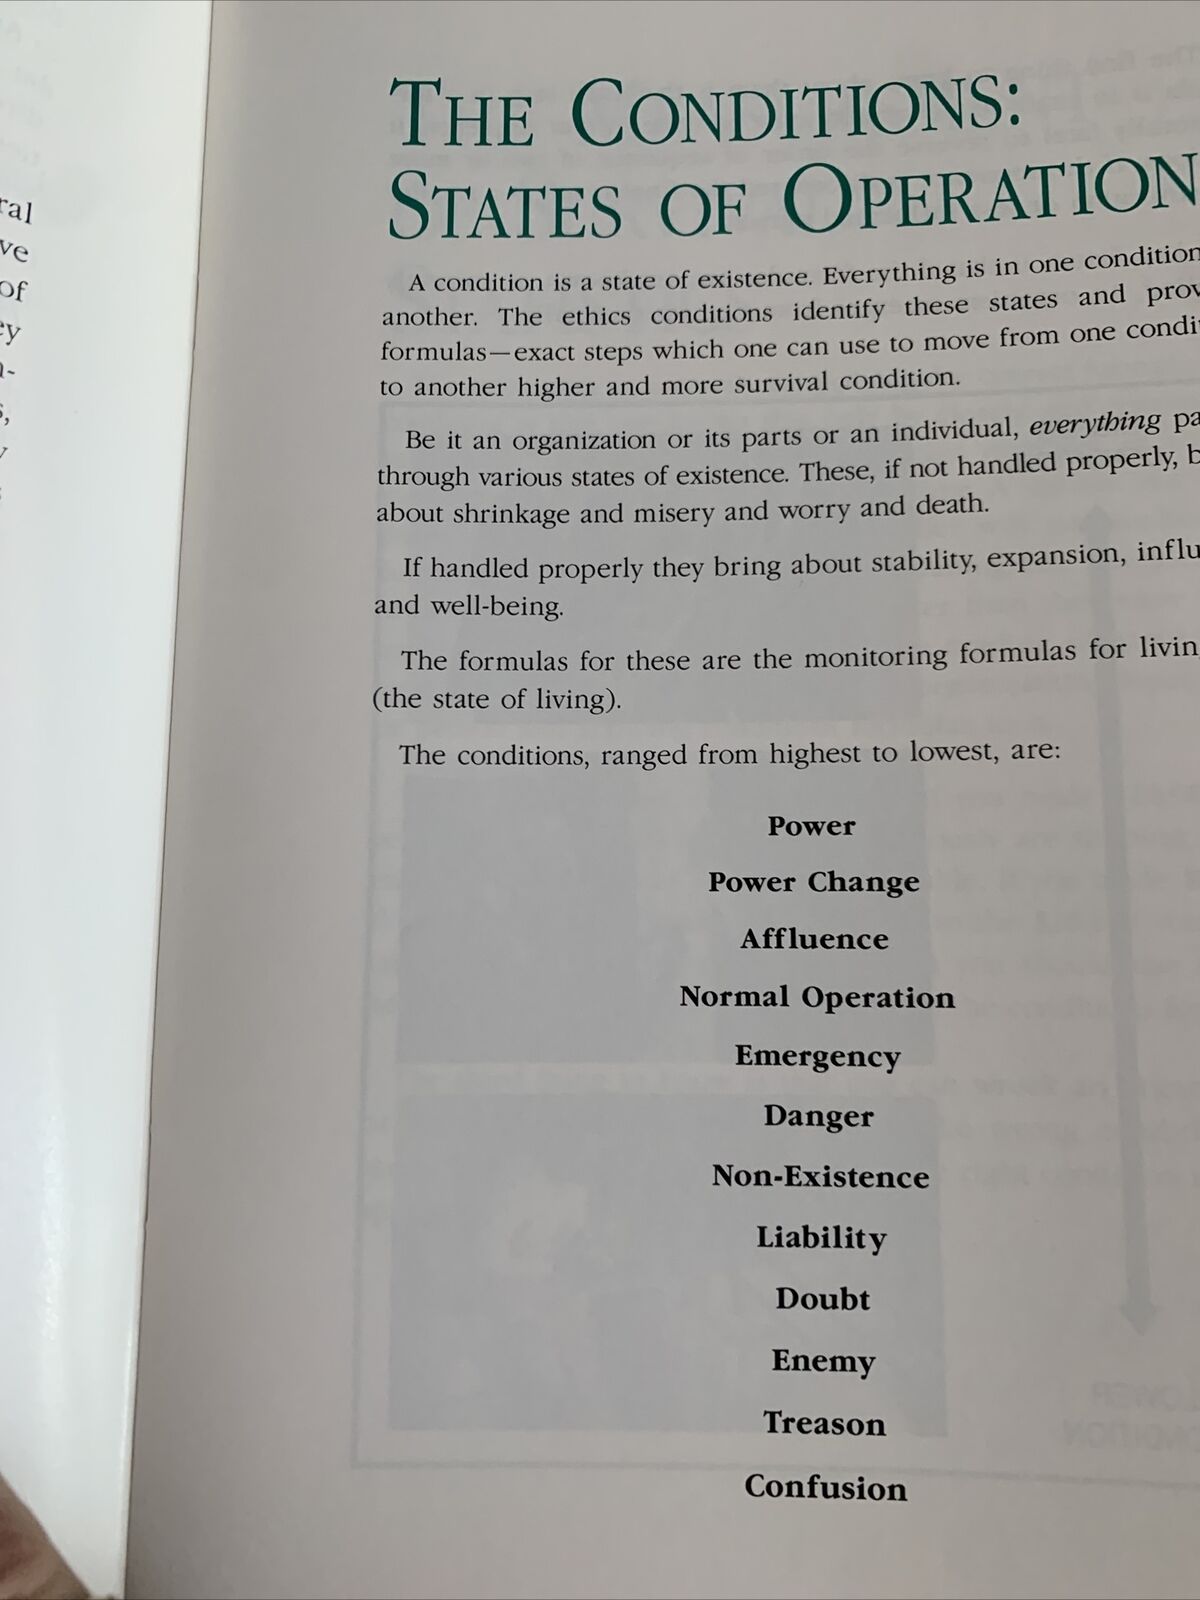 ral
ve
of
ey
THE CONDITIONS:
STATES OF OPERATION
A condition is a state of existence. Everything is in one condition
another. The ethics conditions identify these states and prov
formulas—exact steps which one can use to move from one condi
to another higher and more survival condition.
Be it an organization or its parts or an individual, everything pa
through various states of existence. These, if not handled properly, b
about shrinkage and misery and worry and death.
If handled properly they bring about stability, expansion, influ
and well-being.
The formulas for these are the monitoring formulas for livin
(the state of living).
The conditions, ranged from highest to lowest, are:
Power
Power Change
Affluence
Normal Operation
Emergency
Danger
Non-Existence
Liability
Doubt
Enemy
Treason
Confusion